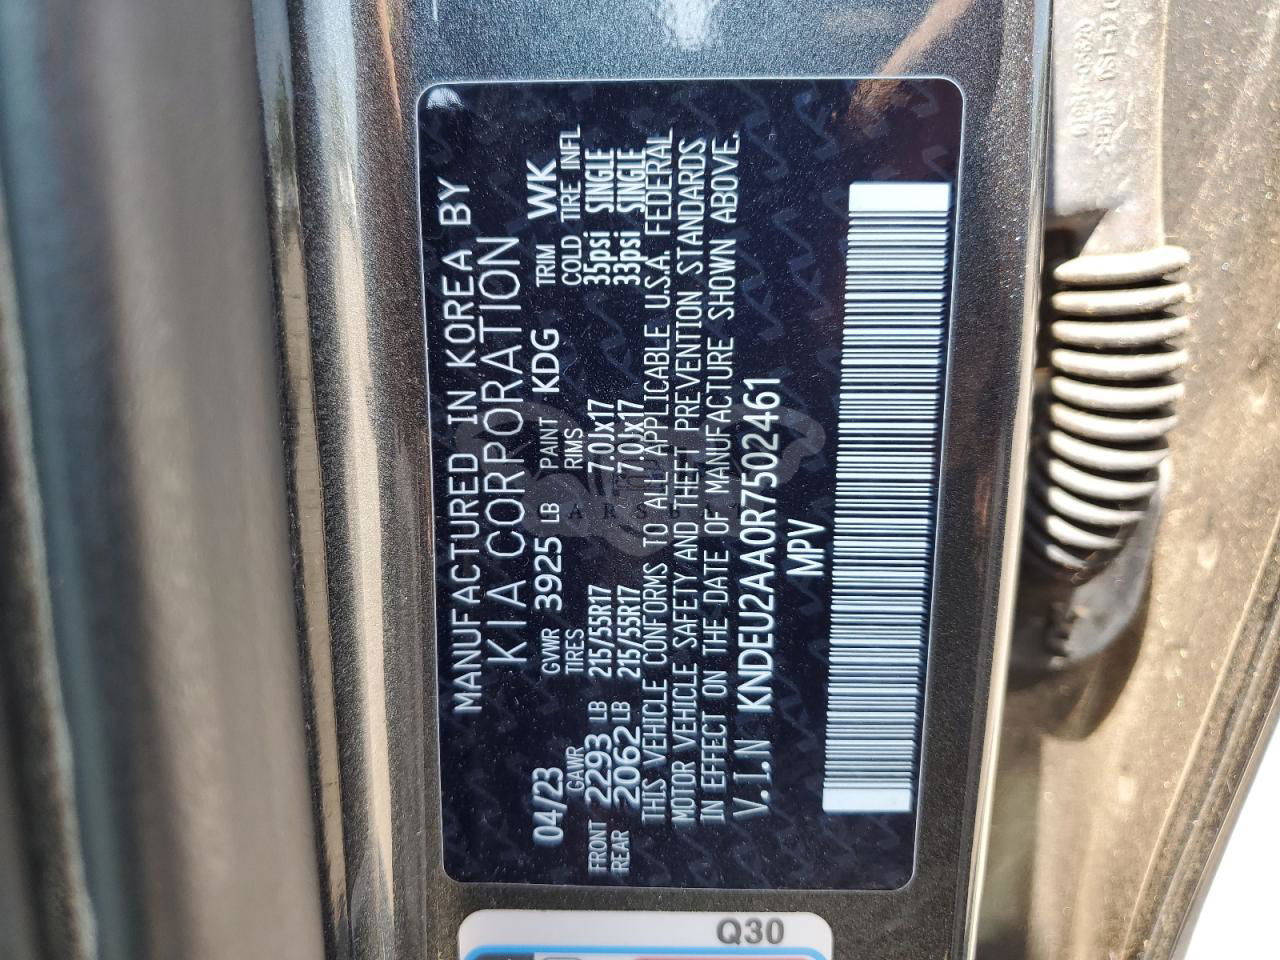 MANUFACTURED IN KOREA BY
KIA CORPORATION
04/23 GVWR 3925 LB PAINT KDG TRIM WK
GAWR TIRES RIMS COLD TIRE INFL
FRONT 2293 LB 215/55R17 7.0Jx17 35psi SINGLE
REAR 2062 LB 215/55R17 7.0Jx17 33psi SINGLE
THIS VEHICLE CONFORMS TO ALL APPLICABLE U.S.A. FEDERAL
MOTOR VEHICLE SAFETY AND THEFT PREVENTION STANDARDS
IN EFFECT ON THE DATE OF MANUFACTURE SHOWN ABOVE.
V.I.N KNDEU2AA0R7502461
MPV
Q30